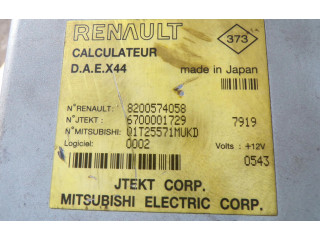 RENAULT
CALCULATEUR
373
D.A.E.X44 made in Japan
N°RENAULT: 8200574058
N°JTEKT: 6700001729 7919
N°MITSUBISHI: Q1T25571MUKD
Logiciel: 0002 Volts : +12V
0543
JTEKT CORP.
MITSUBISHI ELECTRIC CORP.